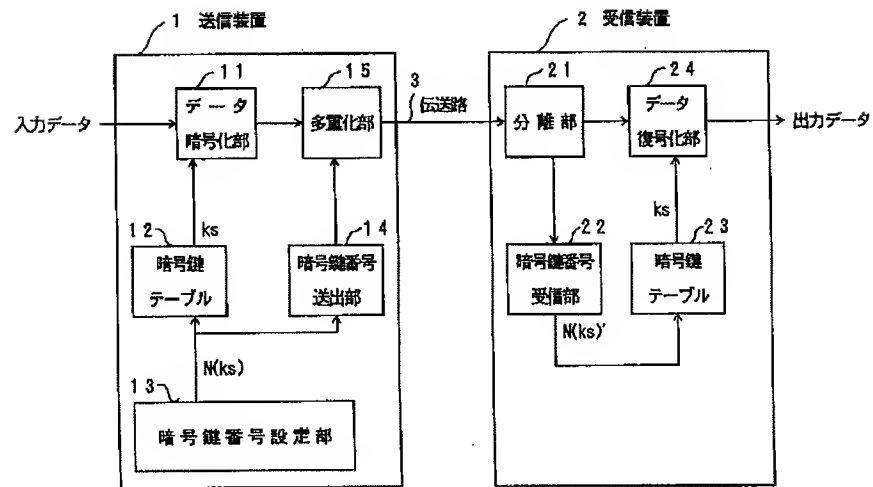 1 送信装置
2 受信装置
11
15
3
21
24
入力データ
データ
暗号化部
多重化部
伝送路
分離部
データ
復号化部
出力データ
ks
ks
12
14
22
23
暗号鍵
テーブル
暗号鍵番号
送出部
暗号鍵番号
受信部
暗号鍵
テーブル
N(ks)
N(ks)'
13
暗号鍵番号設定部